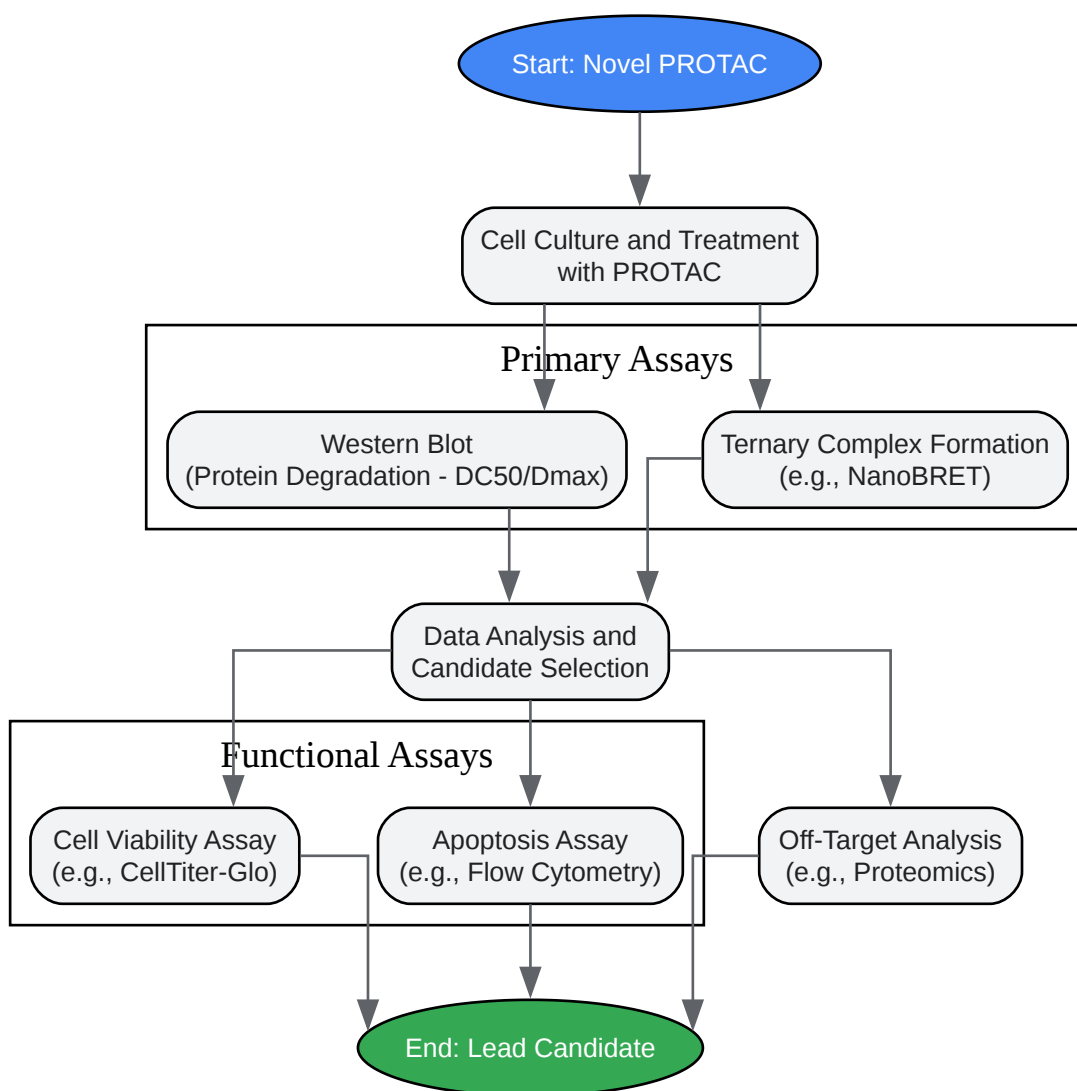 Start: Novel PROTAC
Cell Culture and Treatment
with PROTAC
Primary Assays
Western Blot
(Protein Degradation - DC50/Dmax)
Ternary Complex Formation
(e.g., NanoBRET)
Data Analysis and
Candidate Selection
Functional Assays
Cell Viability Assay
(e.g., CellTiter-Glo)
Apoptosis Assay
(e.g., Flow Cytometry)
Off-Target Analysis
(e.g., Proteomics)
End: Lead Candidate